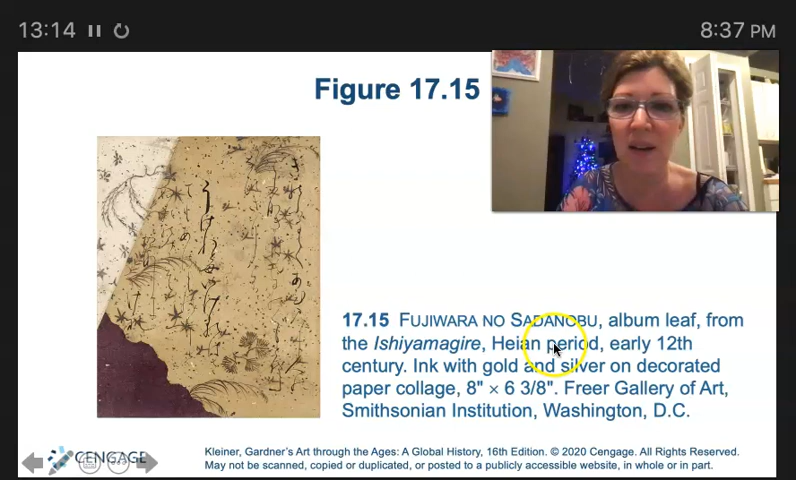 13:14
8:37 PM
Figure 17.15
17.15 FUJIWARA NO SADANOBU, album leaf, from
the Ishiyamagire, Heian period, early 12th
century. Ink with gold and silver on decorated
paper collage, 8" × 6 3/8". Freer Gallery of Art,
Smithsonian Institution, Washington, D.C.
CENGAGE
Kleiner, Gardner's Art through the Ages: A Global History, 16th Edition. © 2020 Cengage. All Rights Reserved.
May not be scanned, copied or duplicated, or posted to a publicly accessible website, in whole or in part.